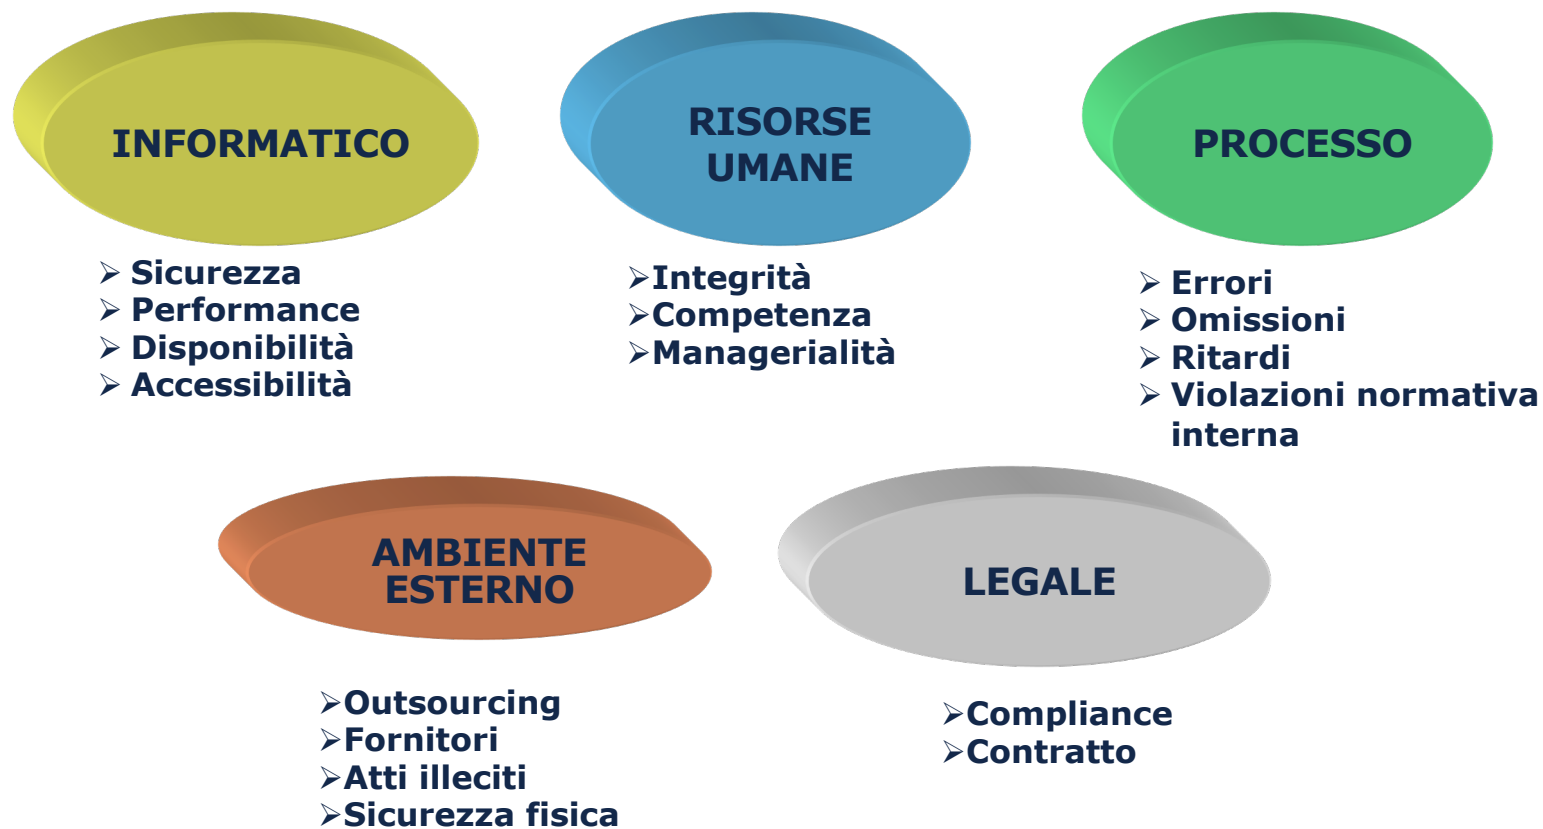 INFORMATICO
➢ Sicurezza
➢ Performance
➢ Disponibilità
➢ Accessibilità
RISORSE
UMANE
➢Integrità
➢Competenza
➢Managerialità
PROCESSO
➢ Errori
➢ Omissioni
➢ Ritardi
➢ Violazioni normativa
interna
AMBIENTE
ESTERNO
➢Outsourcing
➢Fornitori
➢Atti illeciti
➢Sicurezza fisica
LEGALE
➢Compliance
➢Contratto